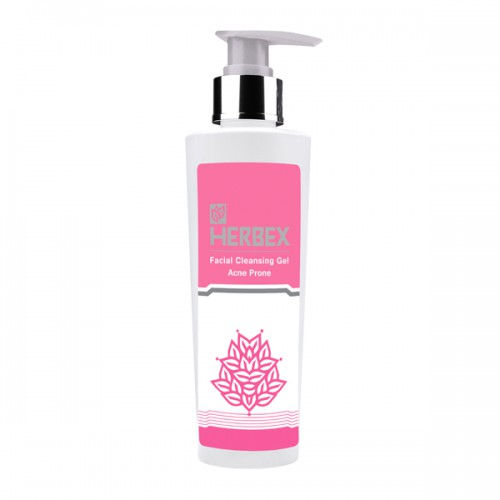 HERBEX
Facial Cleansing Gel
Acne Prone